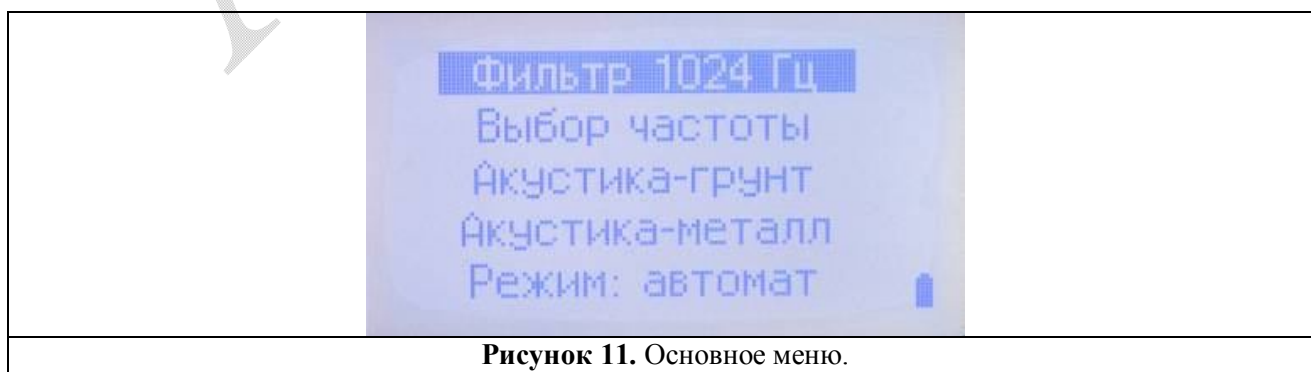 Фильтр 1024 Гц
Выбор частоты
Акустика-грунт
Акустика-металл
Режим: автомат
Рисунок 11. Основное меню.